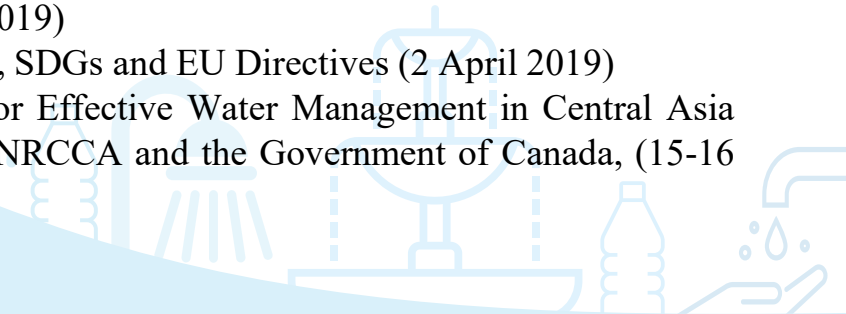 019)
, SDGs and EU Directives (2 April 2019)
or Effective Water Management in Central Asia
NRCCA and the Government of Canada, (15-16